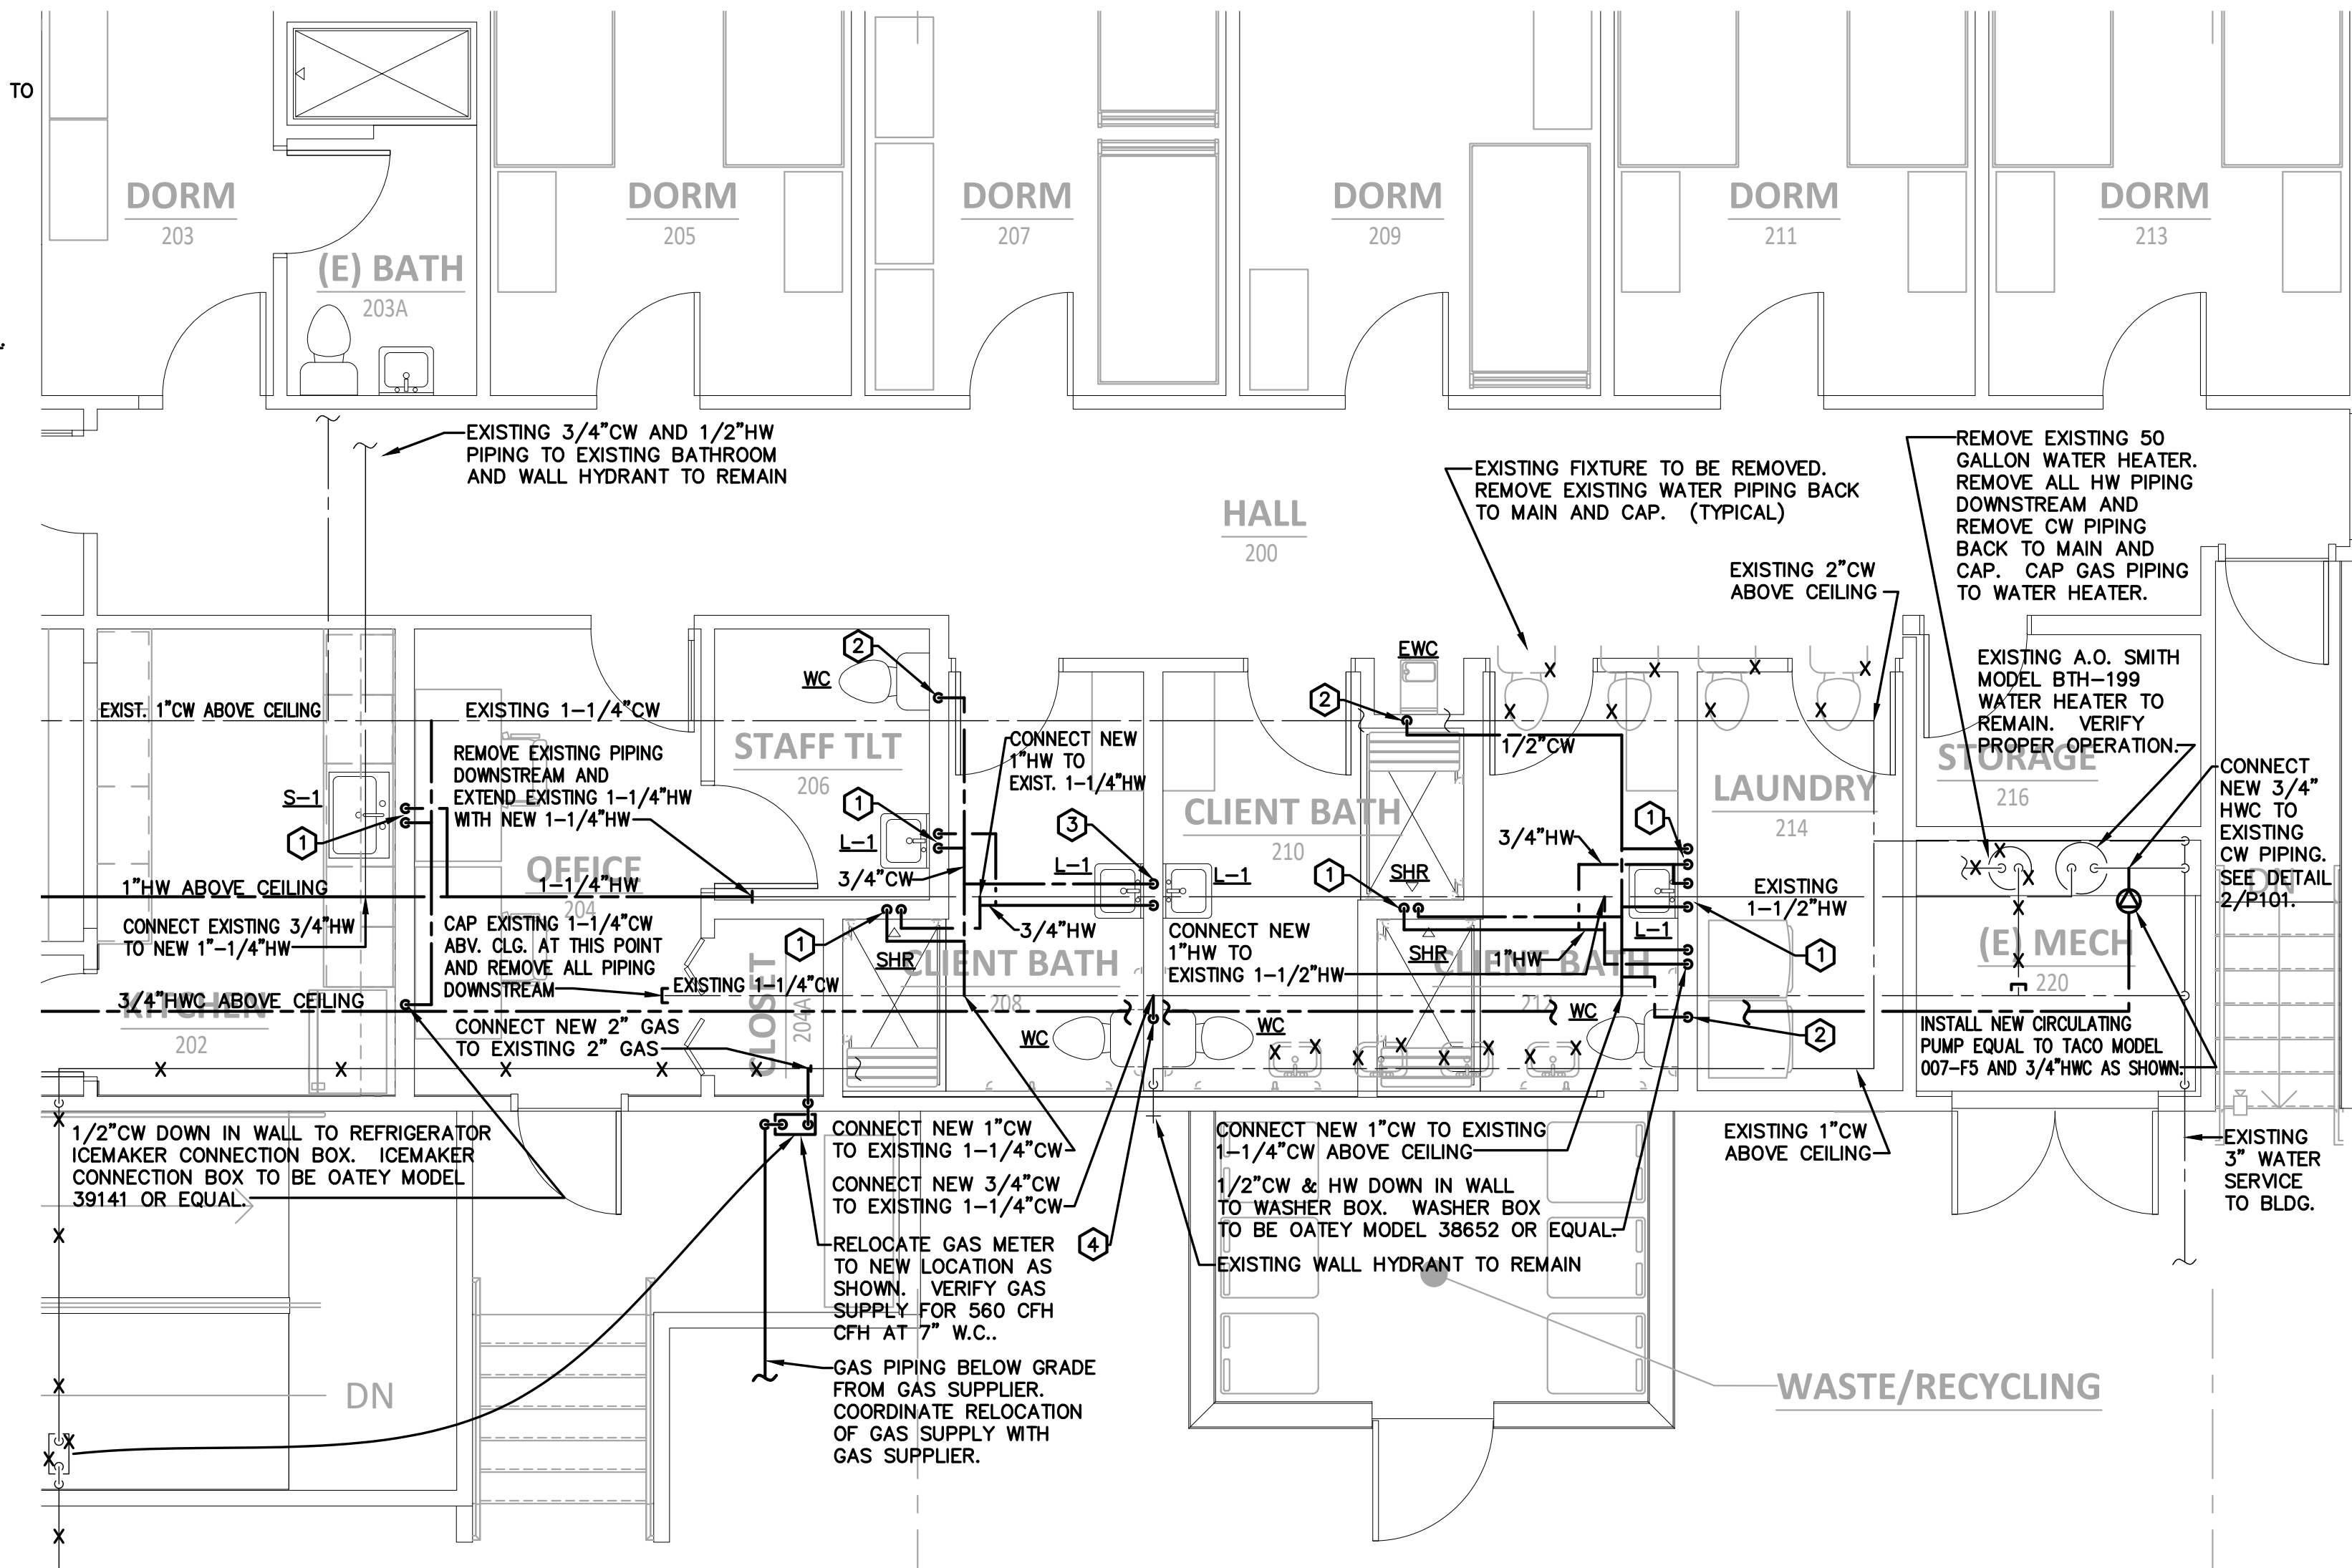 TO
DORM
203
(E) BATH
203A
DORM
205
DORM
207
DORM
209
DORM
211
DORM
213
EXISTING 3/4"CW AND 1/2"HW
PIPING TO EXISTING BATHROOM
AND WALL HYDRANT TO REMAIN
HALL
200
EXISTING FIXTURE TO BE REMOVED.
REMOVE EXISTING WATER PIPING BACK
TO MAIN AND CAP. (TYPICAL)
EXISTING 2"CW
ABOVE CEILING
REMOVE EXISTING 50
GALLON WATER HEATER.
REMOVE ALL HW PIPING
DOWNSTREAM AND
REMOVE CW PIPING
BACK TO MAIN AND
CAP. CAP GAS PIPING
TO WATER HEATER.
EXISTING A.O. SMITH
MODEL BTH-199
WATER HEATER TO
REMAIN. VERIFY
PROPER OPERATION.
STORAGE
216
CONNECT
NEW 3/4"
HWC TO
EXISTING
CW PIPING.
SEE DETAIL
2/P101.
DN
EXIST. 1"CW ABOVE CEILING
EXISTING 1-1/4"CW
REMOVE EXISTING PIPING
DOWNSTREAM AND
EXTEND EXISTING 1-1/4"HW
WITH NEW 1-1/4"HW
S-1
1
OFFICE
204
1"HW ABOVE CEILING
1-1/4"HW
CONNECT EXISTING 3/4"HW
TO NEW 1"-1/4"HW
CAP EXISTING 1-1/4"CW
ABV. CLG. AT THIS POINT
AND REMOVE ALL PIPING
DOWNSTREAM
EXISTING 1-1/4"CW
3/4"HWC ABOVE CEILING
KITCHEN
202
CONNECT NEW 2" GAS
TO EXISTING 2" GAS
CLOSET
204A
WC
2
STAFF TLT
206
1
L-1
3/4"CW
CONNECT NEW
1"HW TO
EXIST. 1-1/4"HW
3
L-1
3/4"HW
1
SHR
CLIENT BATH
208
WC
CLIENT BATH
210
L-1
EWC
2
1/2"CW
1
SHR
SHR
CONNECT NEW
1"HW TO
EXISTING 1-1/2"HW
3/4"HW
1
1"HW
L-1
CLIENT BATH
212
WC
WC
LAUNDRY
214
EXISTING
1-1/2"HW
1
2
(E) MECH
220
INSTALL NEW CIRCULATING
PUMP EQUAL TO TACO MODEL
007-F5 AND 3/4"HWC AS SHOWN.
1/2"CW DOWN IN WALL TO REFRIGERATOR
ICEMAKER CONNECTION BOX. ICEMAKER
CONNECTION BOX TO BE OATEY MODEL
39141 OR EQUAL.
CONNECT NEW 1"CW
TO EXISTING 1-1/4"CW
CONNECT NEW 3/4"CW
TO EXISTING 1-1/4"CW
RELOCATE GAS METER
TO NEW LOCATION AS
SHOWN. VERIFY GAS
SUPPLY FOR 560 CFH
CFH AT 7" W.C..
4
GAS PIPING BELOW GRADE
FROM GAS SUPPLIER.
COORDINATE RELOCATION
OF GAS SUPPLY WITH
GAS SUPPLIER.
CONNECT NEW 1"CW TO EXISTING
1-1/4"CW ABOVE CEILING
1/2"CW & HW DOWN IN WALL
TO WASHER BOX. WASHER BOX
TO BE OATEY MODEL 38652 OR EQUAL.
EXISTING WALL HYDRANT TO REMAIN
EXISTING 1"CW
ABOVE CEILING
EXISTING
3" WATER
SERVICE
TO BLDG.
WASTE/RECYCLING
DN